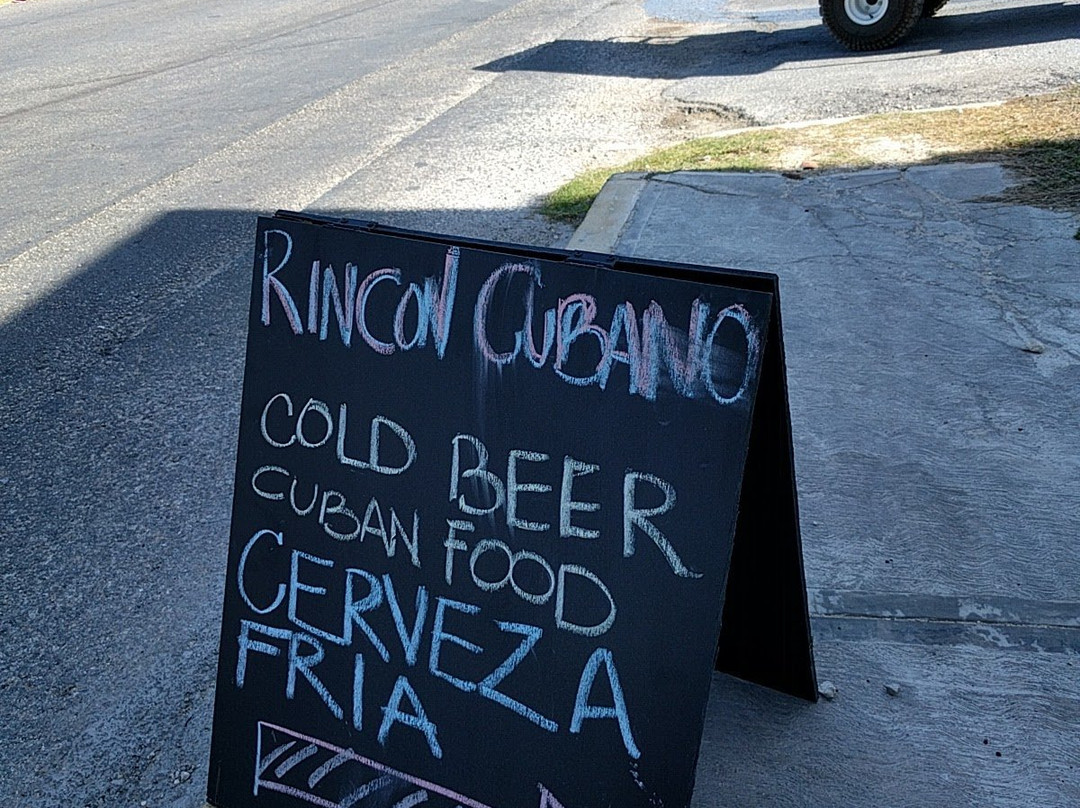 RINCON CUBANO
COLD BEER
CUBAN FOOD
CERVEZA
FRIA